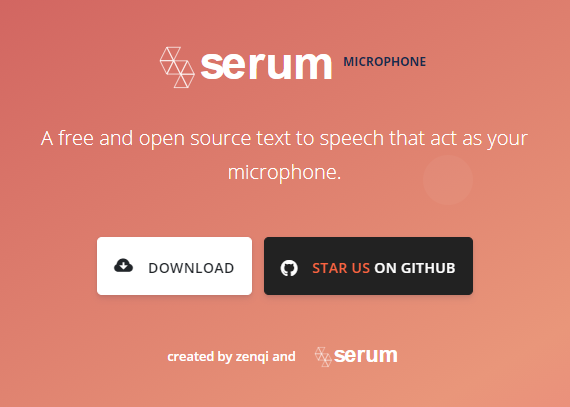 serum MICROPHONE
A free and open source text to speech that act as your
microphone.
DOWNLOAD
STAR US ON GITHUB
created by zenqi and serum